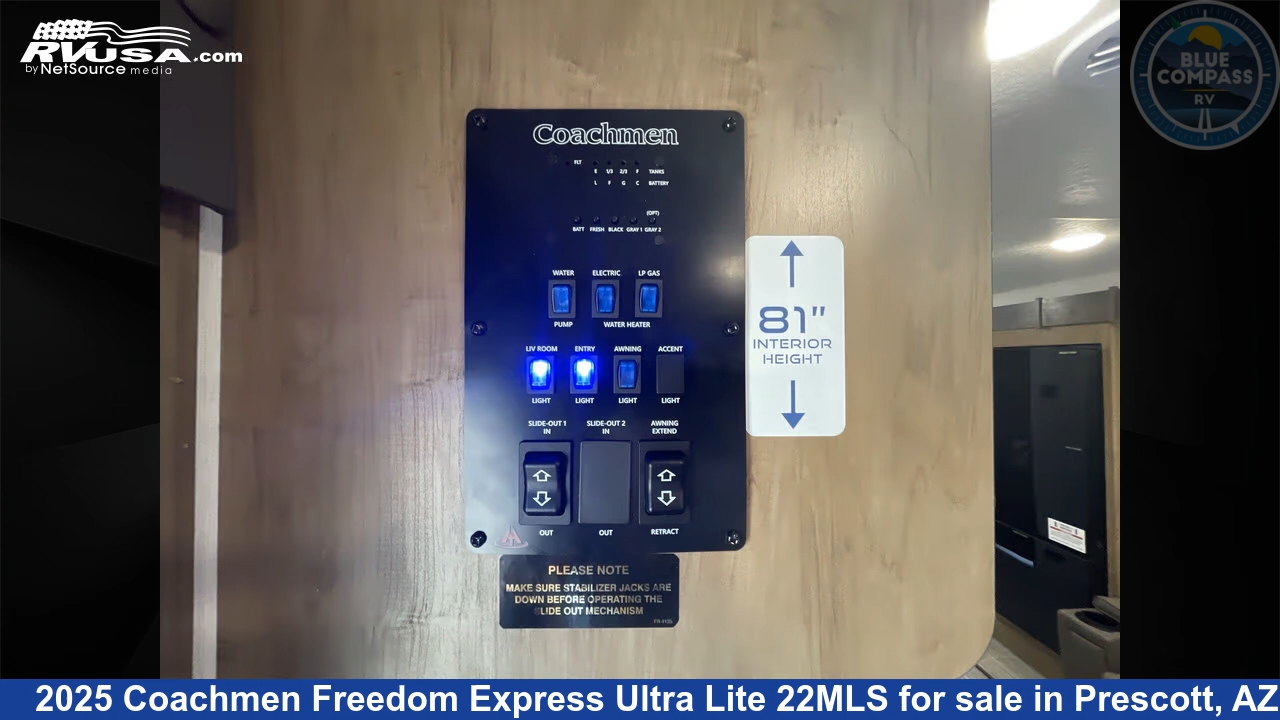 RVUSA.com
by NetSource media
BLUE
COMPASS
RV
Coachmen
FLT
E 1/3 2/3 F TANKS
L F G C BATTERY
(OPT)
BATT FRESH BLACK GRAY 1 GRAY 2
WATER ELECTRIC LP GAS
PUMP WATER HEATER
LIV ROOM ENTRY AWNING ACCENT
LIGHT LIGHT LIGHT LIGHT
SLIDE-OUT 1 SLIDE-OUT 2 AWNING
IN IN EXTEND
OUT OUT RETRACT
81"
INTERIOR
HEIGHT
PLEASE NOTE
MAKE SURE STABILIZER JACKS ARE
DOWN BEFORE OPERATING THE
SLIDE OUT MECHANISM
2025 Coachmen Freedom Express Ultra Lite 22MLS for sale in Prescott, AZ